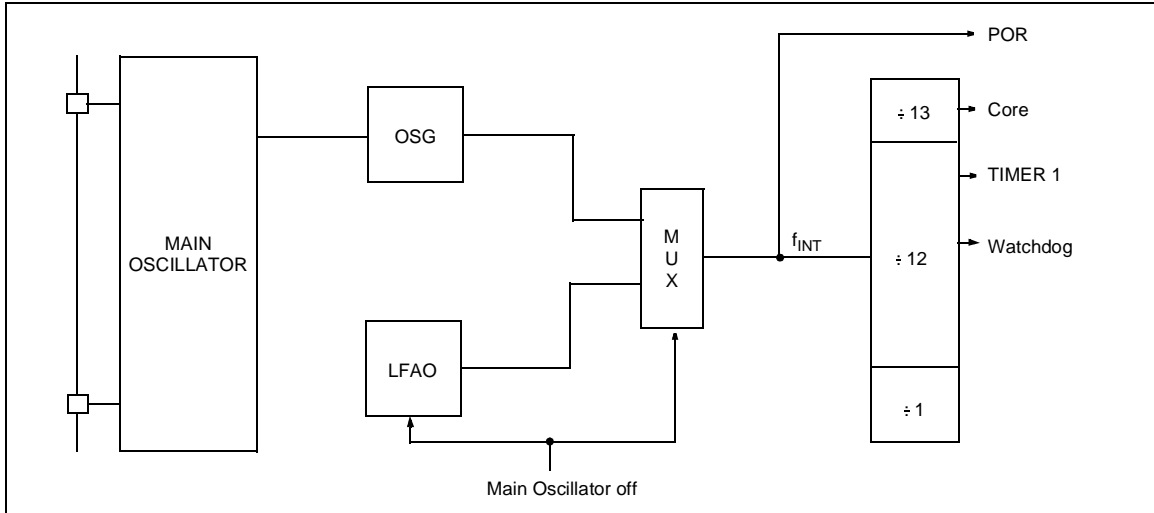 POR
÷ 13
Core
OSG
TIMER 1
MAIN
OSCILLATOR
M
U
X
fINT
÷ 12
Watchdog
LFAO
÷ 1
Main Oscillator off